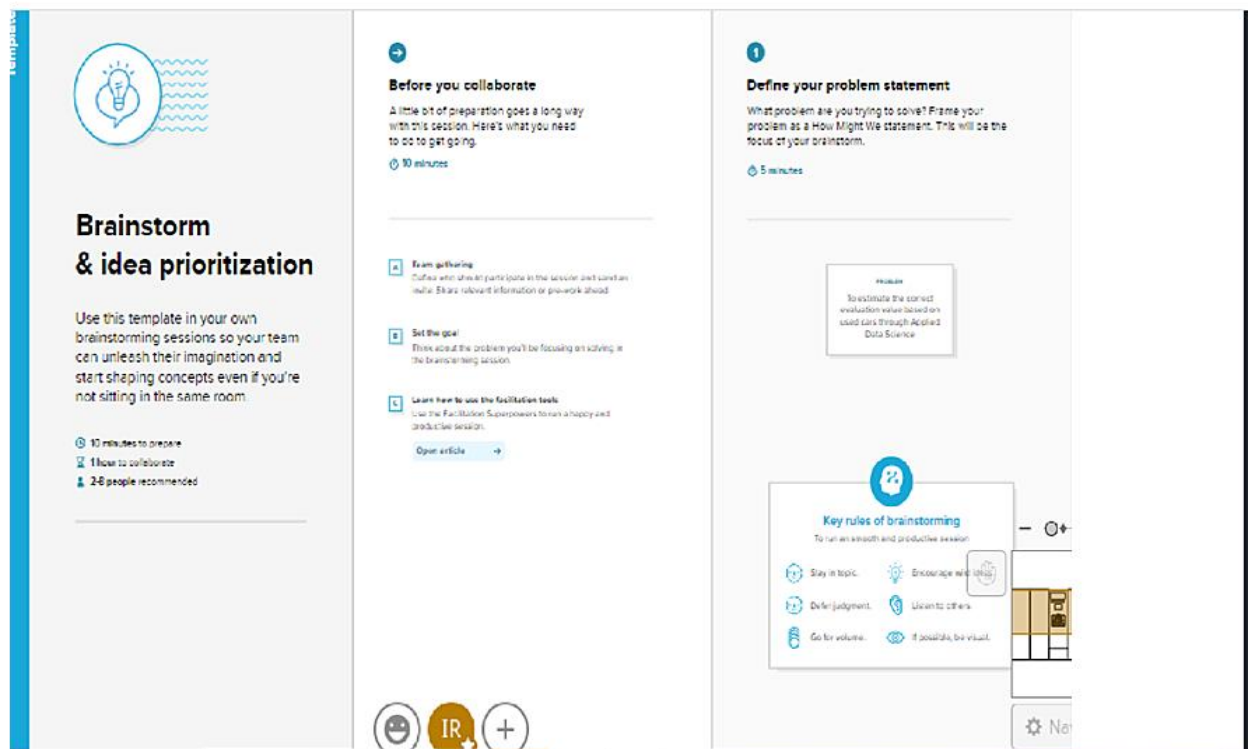 Template
Brainstorm
& idea prioritization
Use this template in your own
brainstorming sessions so your team
can unleash their imagination and
start shaping concepts even if you're
not sitting in the same room.
10 minutes to prepare
1 hour to collaborate
2-8 people recommended
Before you collaborate
A little bit of preparation goes a long way
with this session. Here's what you need
to do to get going.
10 minutes
A
Team gathering
Define who should participate in the session and send an
invite. Share relevant information or pre-work ahead.
B
Set the goal
Think about the problem you'll be focusing on solving in
the brainstorming session.
C
Learn how to use the facilitation tools
Use the Facilitation Superpowers to run a happy and
productive session.
Open article
1
Define your problem statement
What problem are you trying to solve? Frame your
problem as a How Might We statement. This will be the
focus of your brainstorm.
5 minutes
PROBLEM
To estimate the correct
evaluation value based on
used cars through Applied
Data Science
Key rules of brainstorming
To run an smooth and productive session
Stay in topic.
Encourage wild ideas.
Defer judgment.
Listen to others.
Go for volume.
If possible, be visual.
IR